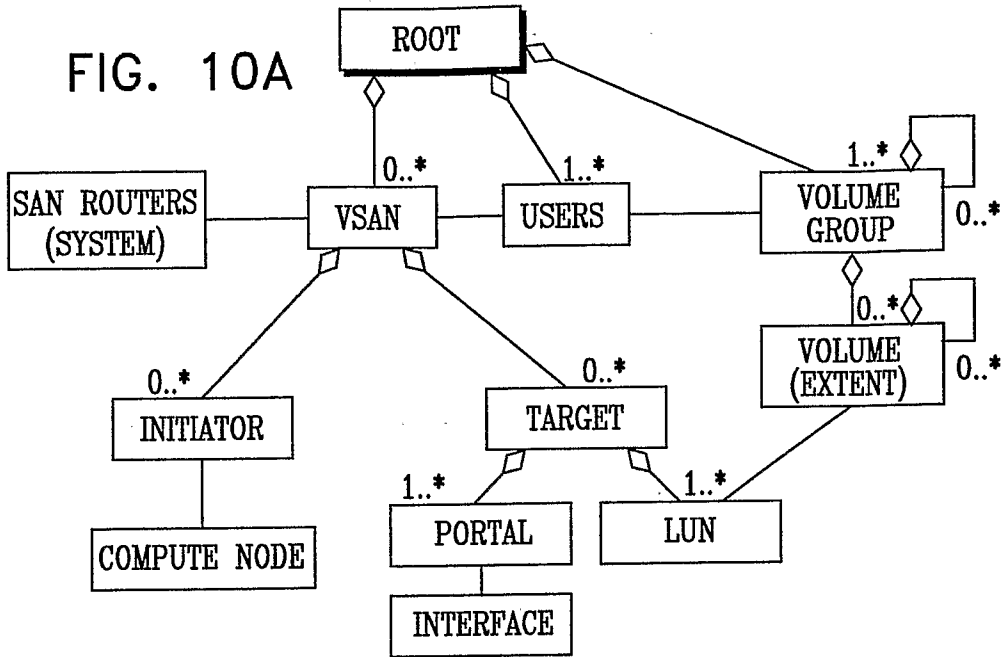 FIG. 10A
ROOT
0..*
1..*
1..*
0..*
SAN ROUTERS
(SYSTEM)
VSAN
USERS
VOLUME
GROUP
0..*
0..*
VOLUME
(EXTENT)
0..*
0..*
INITIATOR
TARGET
1..*
1..*
COMPUTE NODE
PORTAL
LUN
INTERFACE